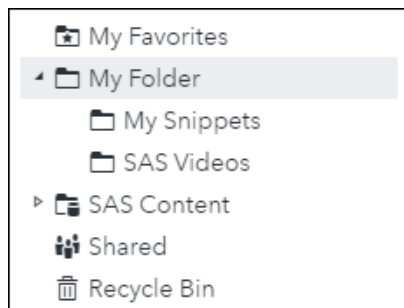 My Favorites
My Folder
My Snippets
SAS Videos
SAS Content
Shared
Recycle Bin